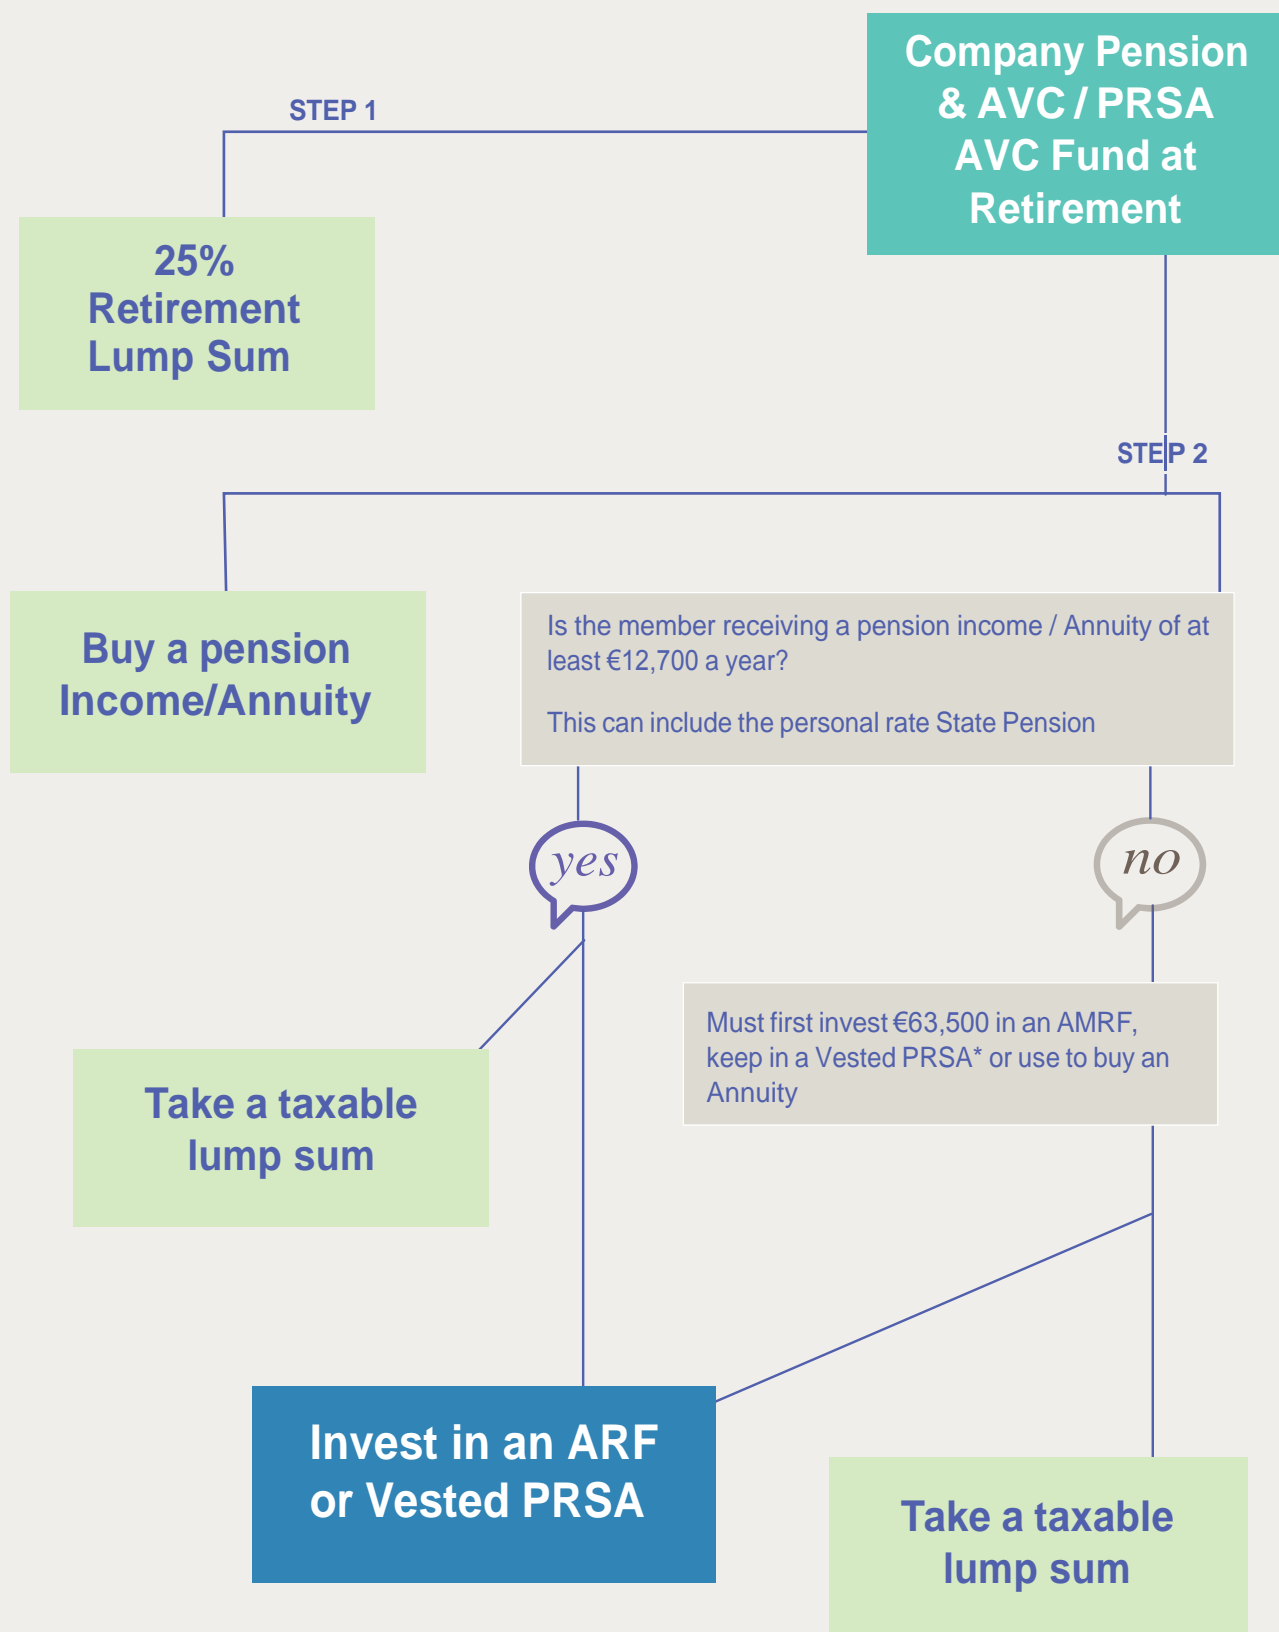 Company Pension
& AVC / PRSA
AVC Fund at
Retirement
STEP 1
25%
Retirement
Lump Sum
STEP 2
Buy a pension
Income/Annuity
Is the member receiving a pension income / Annuity of at
least €12,700 a year?
This can include the personal rate State Pension
yes
no
Must first invest €63,500 in an AMRF,
keep in a Vested PRSA* or use to buy an
Annuity
Take a taxable
lump sum
Invest in an ARF
or Vested PRSA
Take a taxable
lump sum